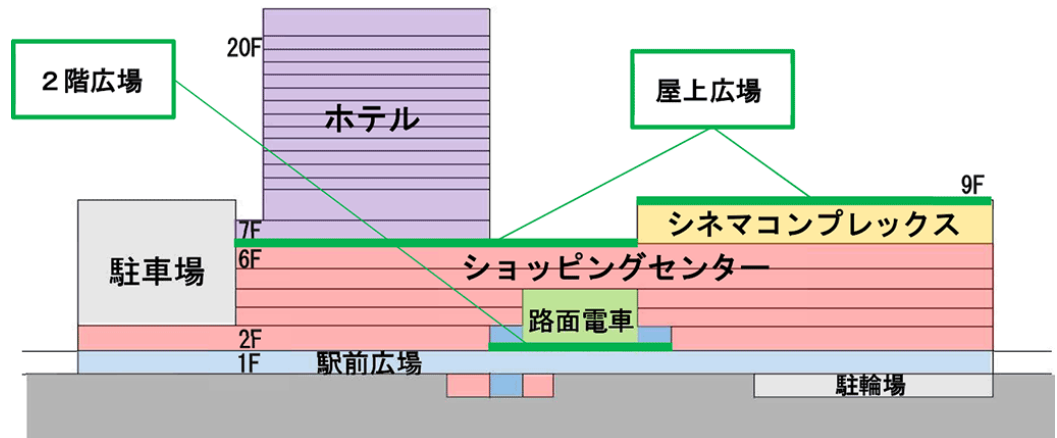 20F
２階広場
屋上広場
ホテル
9F
7F
シネマコンプレックス
6F
ショッピングセンター
駐車場
路面電車
2F
1F
駅前広場
駐輪場